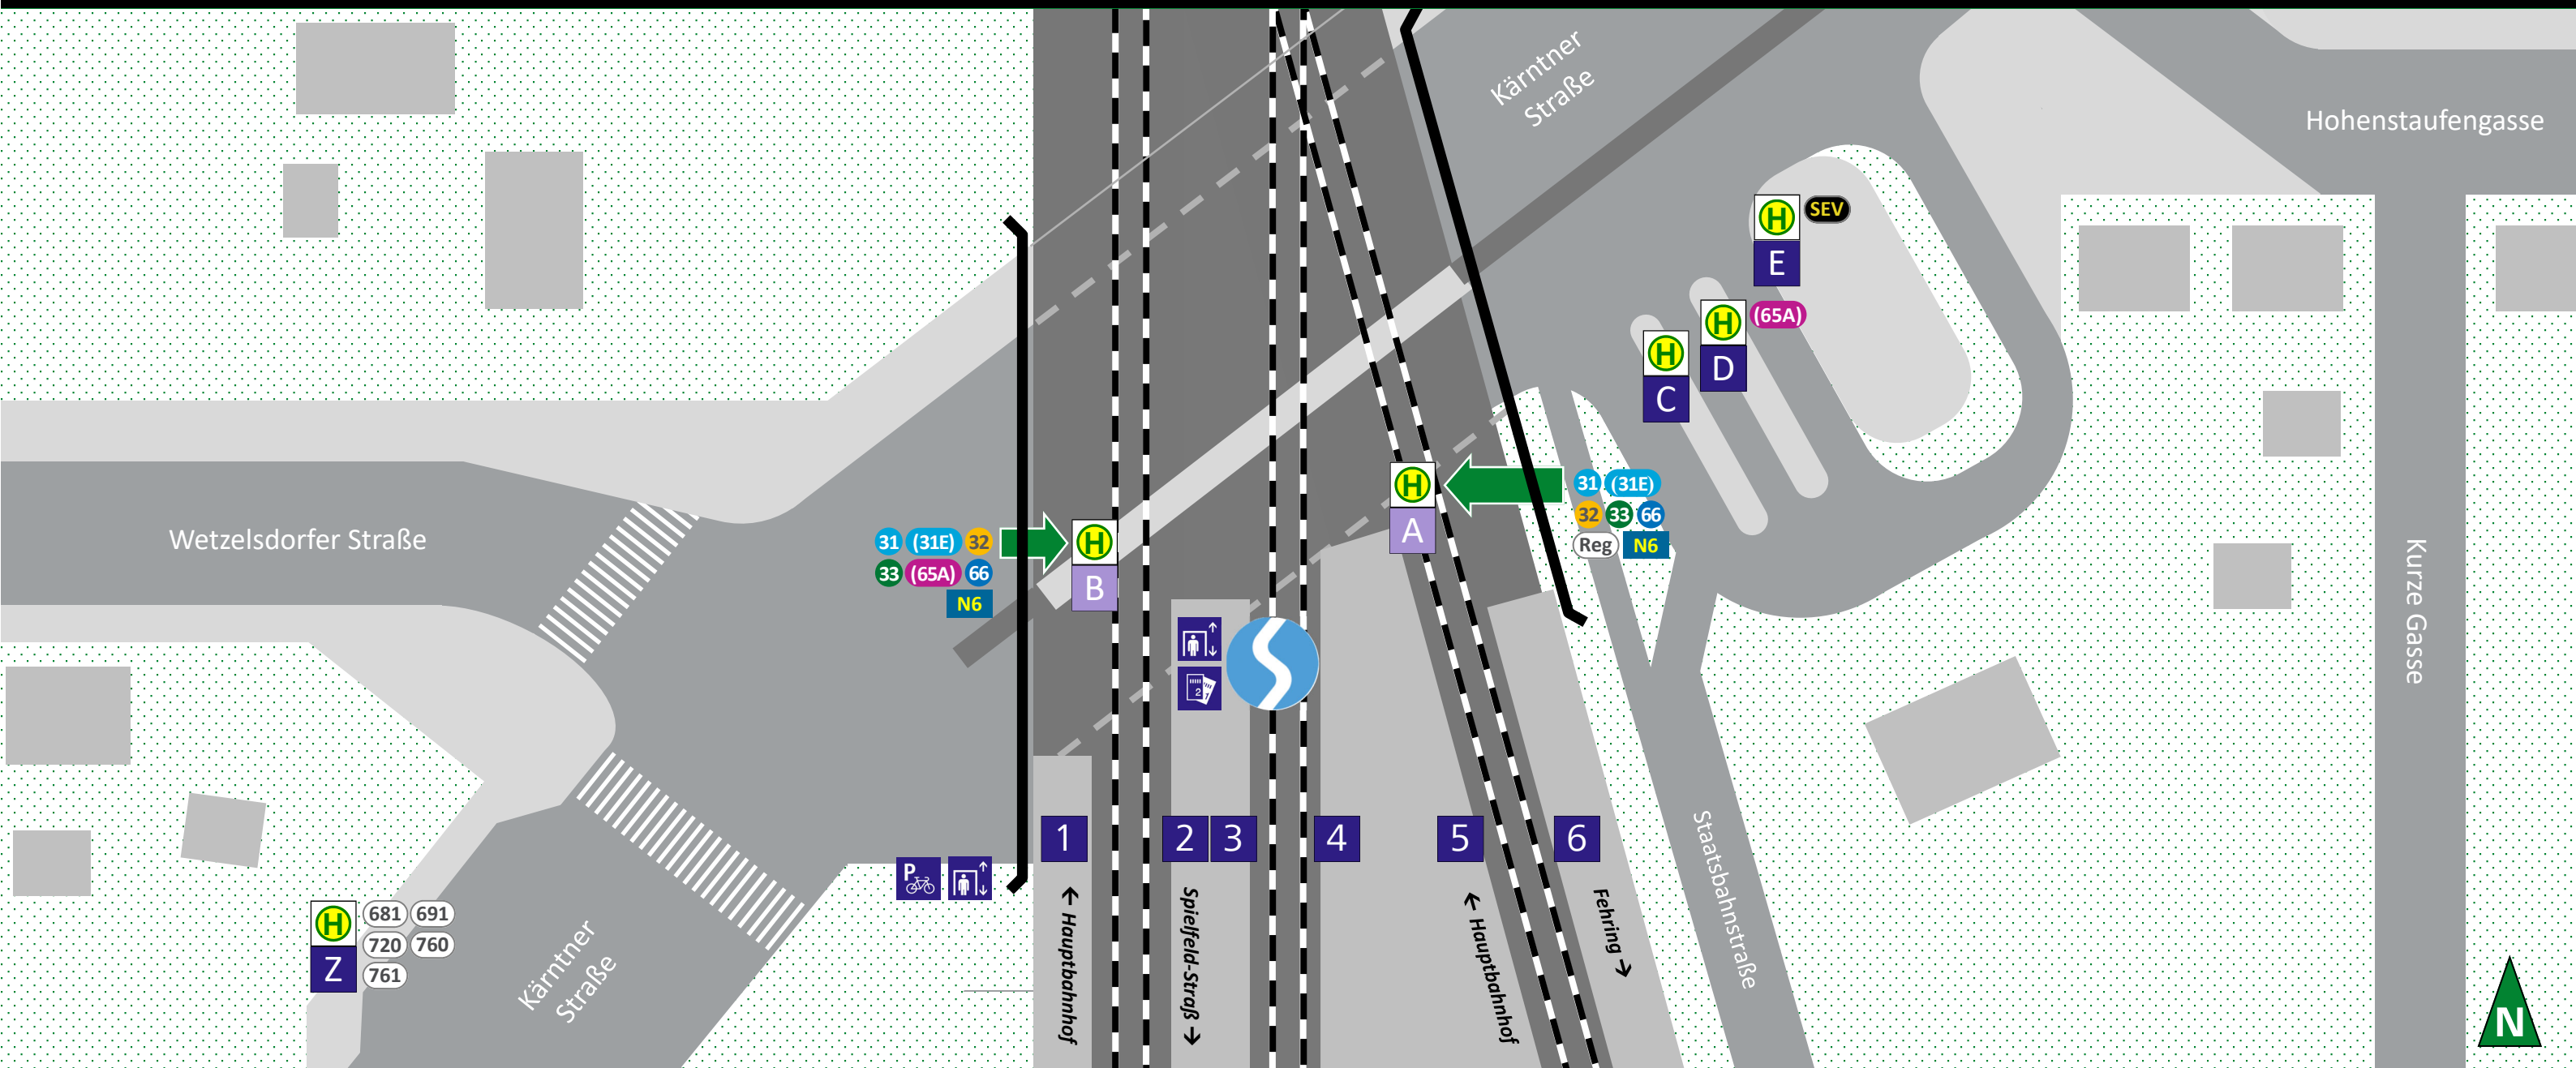 Kärntner
Straße
Hohenstaufengasse
H SEV
E
H (65A)
D
H
C
Wetzelsdorfer Straße
31 (31E) 32
33 (65A) 66
N6
H
B
H
A
31 (31E)
32 33 66
Reg N6
2 1
Kurze Gasse
1 2 3 4 5 6
P
← Hauptbahnhof
Spielfeld-Straß →
← Hauptbahnhof
Fehring →
Staatsbahnstraße
H 681 691
720 760
Z 761
Kärntner
Straße
N